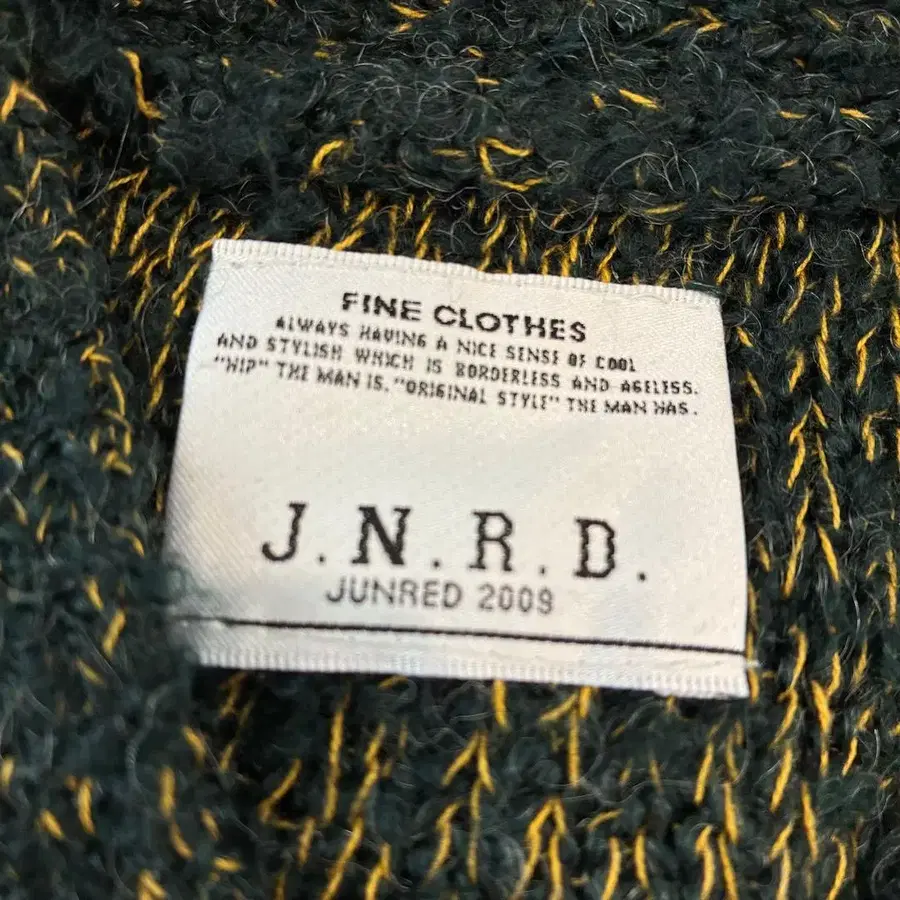 FINE CLOTHES
ALWAYS HAVING A NICE SENSE OF COOL
AND STYLISH WHICH IS BORDERLESS AND AGELESS.
"HIP" THE MAN IS. "ORIGINAL STYLE" THE MAN HAS.
J.N.R.D.
JUNRED 2009